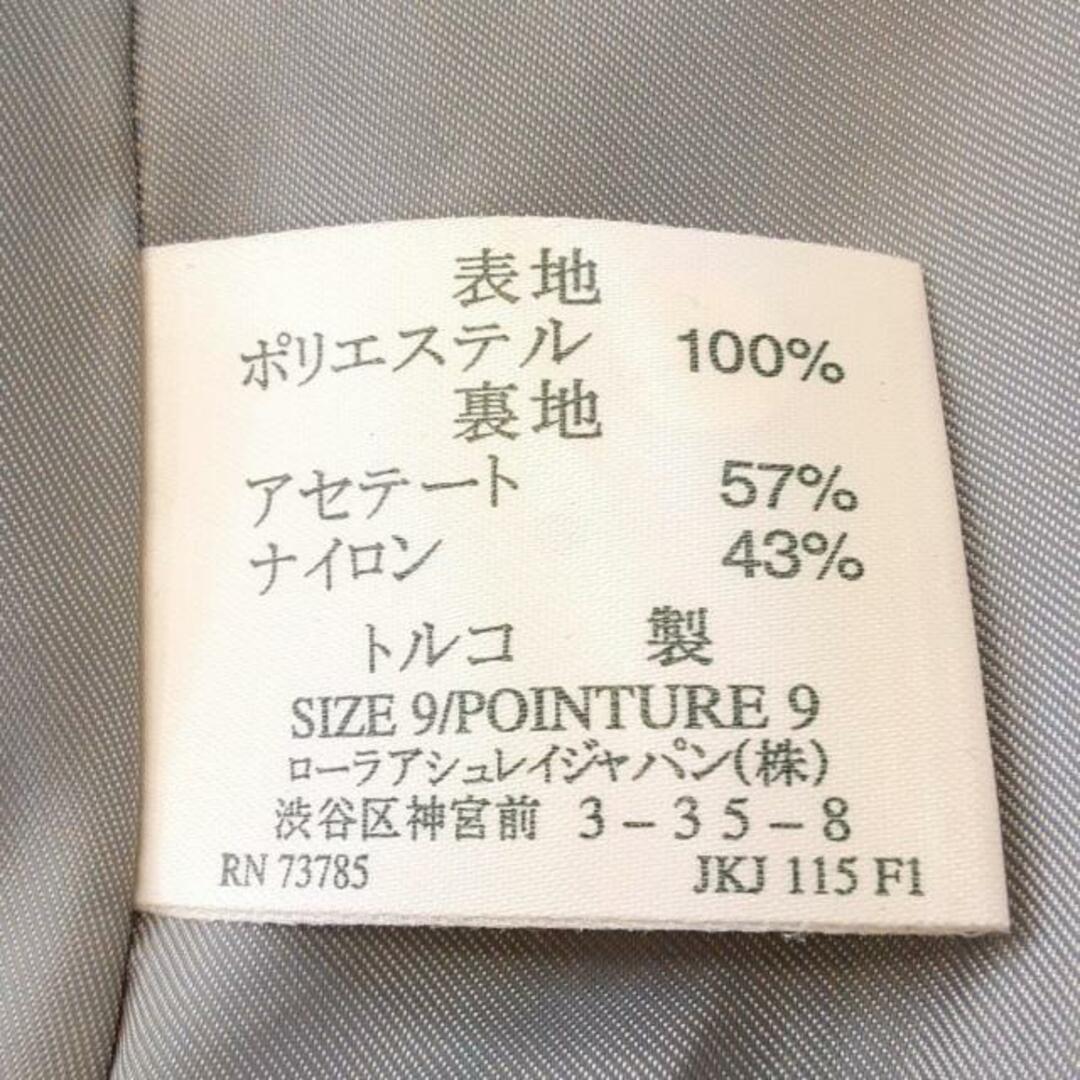 表地
ポリエステル 100%
裏地
アセテート 57%
ナイロン 43%
トルコ 製
SIZE 9/POINTURE 9
ローラアシュレイジャパン(株)
渋谷区神宮前 3-35-8
RN 73785 JKJ 115 F1